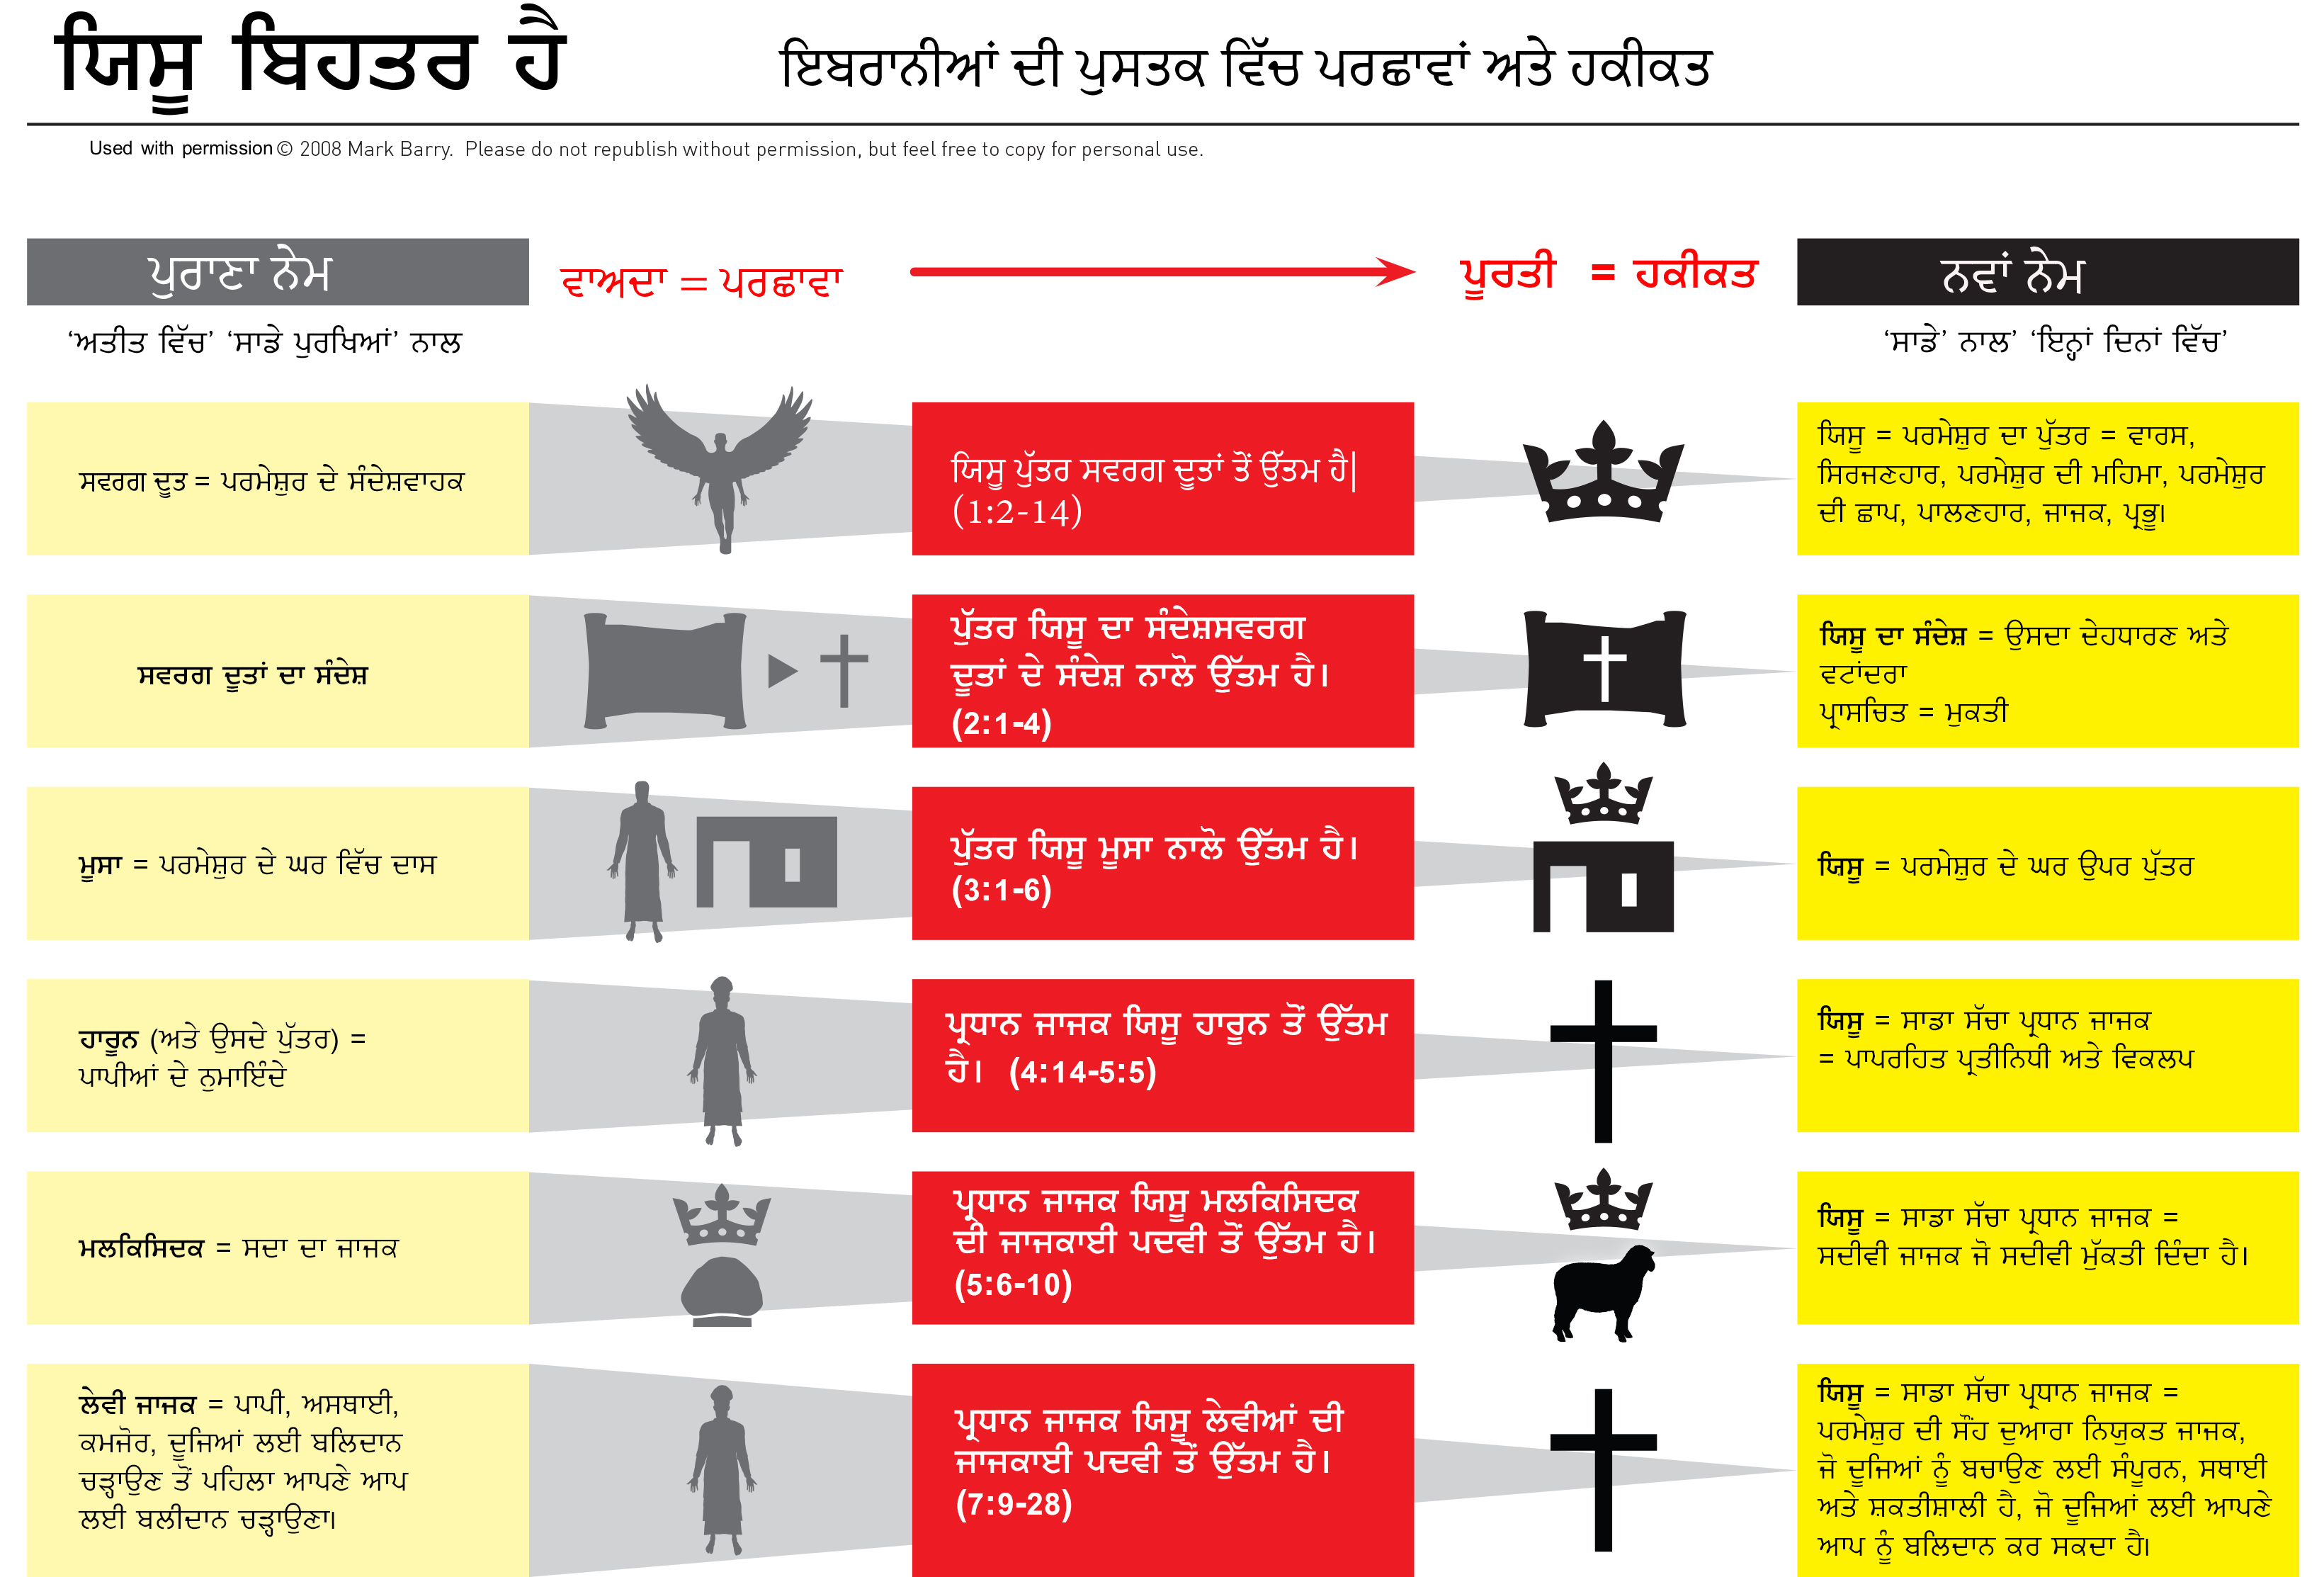 ਯਿਸੂ ਬਿਹਤਰ ਹੈ
ਇਬਰਾਨੀਆਂ ਦੀ ਪੁਸਤਕ ਵਿੱਚ ਪਰਛਾਵਾਂ ਅਤੇ ਹਕੀਕਤ
Used with permission © 2008 Mark Barry. Please do not republish without permission, but feel free to copy for personal use.
ਪੁਰਾਣਾ ਨੇਮ
ਵਾਅਦਾ = ਪਰਛਾਵਾ
ਪੂਰਤੀ = ਹਕੀਕਤ
ਨਵਾਂ ਨੇਮ
‘ਅਤੀਤ ਵਿੱਚ’ ‘ਸਾਡੇ ਪੁਰਖਿਆਂ’ ਨਾਲ
‘ਸਾਡੇ’ ਨਾਲ’ ‘ਇਨ੍ਹਾਂ ਦਿਨਾਂ ਵਿੱਚ’
ਸਵਰਗ ਦੂਤ = ਪਰਮੇਸ਼ੁਰ ਦੇ ਸੰਦੇਸ਼ਵਾਹਕ
ਯਿਸੂ ਪੁੱਤਰ ਸਵਰਗ ਦੂਤਾਂ ਤੋਂ ਉੱਤਮ ਹੈ|
(1:2-14)
ਯਿਸੂ = ਪਰਮੇਸ਼ੁਰ ਦਾ ਪੁੱਤਰ = ਵਾਰਸ,
ਸਿਰਜਣਹਾਰ, ਪਰਮੇਸ਼ੁਰ ਦੀ ਮਹਿਮਾ, ਪਰਮੇਸ਼ੁਰ
ਦੀ ਛਾਪ, ਪਾਲਣਹਾਰ, ਜਾਜਕ, ਪ੍ਰਭੂ।
ਸਵਰਗ ਦੂਤਾਂ ਦਾ ਸੰਦੇਸ਼
ਪੁੱਤਰ ਯਿਸੂ ਦਾ ਸੰਦੇਸ਼ਸਵਰਗ
ਦੂਤਾਂ ਦੇ ਸੰਦੇਸ਼ ਨਾਲੋ ਉੱਤਮ ਹੈ।
(2:1-4)
ਯਿਸੂ ਦਾ ਸੰਦੇਸ਼ = ਉਸਦਾ ਦੇਹਧਾਰਣ ਅਤੇ
ਵਟਾਂਦਰਾ
ਪ੍ਰਾਸਚਿਤ = ਮੁਕਤੀ
ਮੂਸਾ = ਪਰਮੇਸ਼ੁਰ ਦੇ ਘਰ ਵਿੱਚ ਦਾਸ
ਪੁੱਤਰ ਯਿਸੂ ਮੂਸਾ ਨਾਲੋ ਉੱਤਮ ਹੈ।
(3:1-6)
ਯਿਸੂ = ਪਰਮੇਸ਼ੁਰ ਦੇ ਘਰ ਉਪਰ ਪੁੱਤਰ
ਹਾਰੂਨ (ਅਤੇ ਉਸਦੇ ਪੁੱਤਰ) =
ਪਾਪੀਆਂ ਦੇ ਨੁਮਾਇੰਦੇ
ਪ੍ਰਧਾਨ ਜਾਜਕ ਯਿਸੂ ਹਾਰੂਨ ਤੋਂ ਉੱਤਮ
ਹੈ। (4:14-5:5)
ਯਿਸੂ = ਸਾਡਾ ਸੱਚਾ ਪ੍ਰਧਾਨ ਜਾਜਕ
= ਪਾਪਰਹਿਤ ਪ੍ਰਤੀਨਿਧੀ ਅਤੇ ਵਿਕਲਪ
ਮਲਕਿਸਿਦਕ = ਸਦਾ ਦਾ ਜਾਜਕ
ਪ੍ਰਧਾਨ ਜਾਜਕ ਯਿਸੂ ਮਲਕਿਸਿਦਕ
ਦੀ ਜਾਜਕਾਈ ਪਦਵੀ ਤੋਂ ਉੱਤਮ ਹੈ।
(5:6-10)
ਯਿਸੂ = ਸਾਡਾ ਸੱਚਾ ਪ੍ਰਧਾਨ ਜਾਜਕ =
ਸਦੀਵੀ ਜਾਜਕ ਜੋ ਸਦੀਵੀ ਮੁੱਕਤੀ ਦਿੰਦਾ ਹੈ।
ਲੇਵੀ ਜਾਜਕ = ਪਾਪੀ, ਅਸਥਾਈ,
ਕਮਜੋਰ, ਦੂਜਿਆਂ ਲਈ ਬਲਿਦਾਨ
ਚੜ੍ਹਾਉਣ ਤੋਂ ਪਹਿਲਾ ਆਪਣੇ ਆਪ
ਲਈ ਬਲੀਦਾਨ ਚੜ੍ਹਾਉਣਾ।
ਪ੍ਰਧਾਨ ਜਾਜਕ ਯਿਸੂ ਲੇਵੀਆਂ ਦੀ
ਜਾਜਕਾਈ ਪਦਵੀ ਤੋਂ ਉੱਤਮ ਹੈ।
(7:9-28)
ਯਿਸੂ = ਸਾਡਾ ਸੱਚਾ ਪ੍ਰਧਾਨ ਜਾਜਕ =
ਪਰਮੇਸ਼ੁਰ ਦੀ ਸੌਂਹ ਦੁਆਰਾ ਨਿਯੁਕਤ ਜਾਜਕ,
ਜੋ ਦੂਜਿਆਂ ਨੂੰ ਬਚਾਉਣ ਲਈ ਸੰਪੂਰਨ, ਸਥਾਈ
ਅਤੇ ਸ਼ਕਤੀਸ਼ਾਲੀ ਹੈ, ਜੋ ਦੂਜਿਆਂ ਲਈ ਆਪਣੇ
ਆਪ ਨੂੰ ਬਲਿਦਾਨ ਕਰ ਸਕਦਾ ਹੈ।